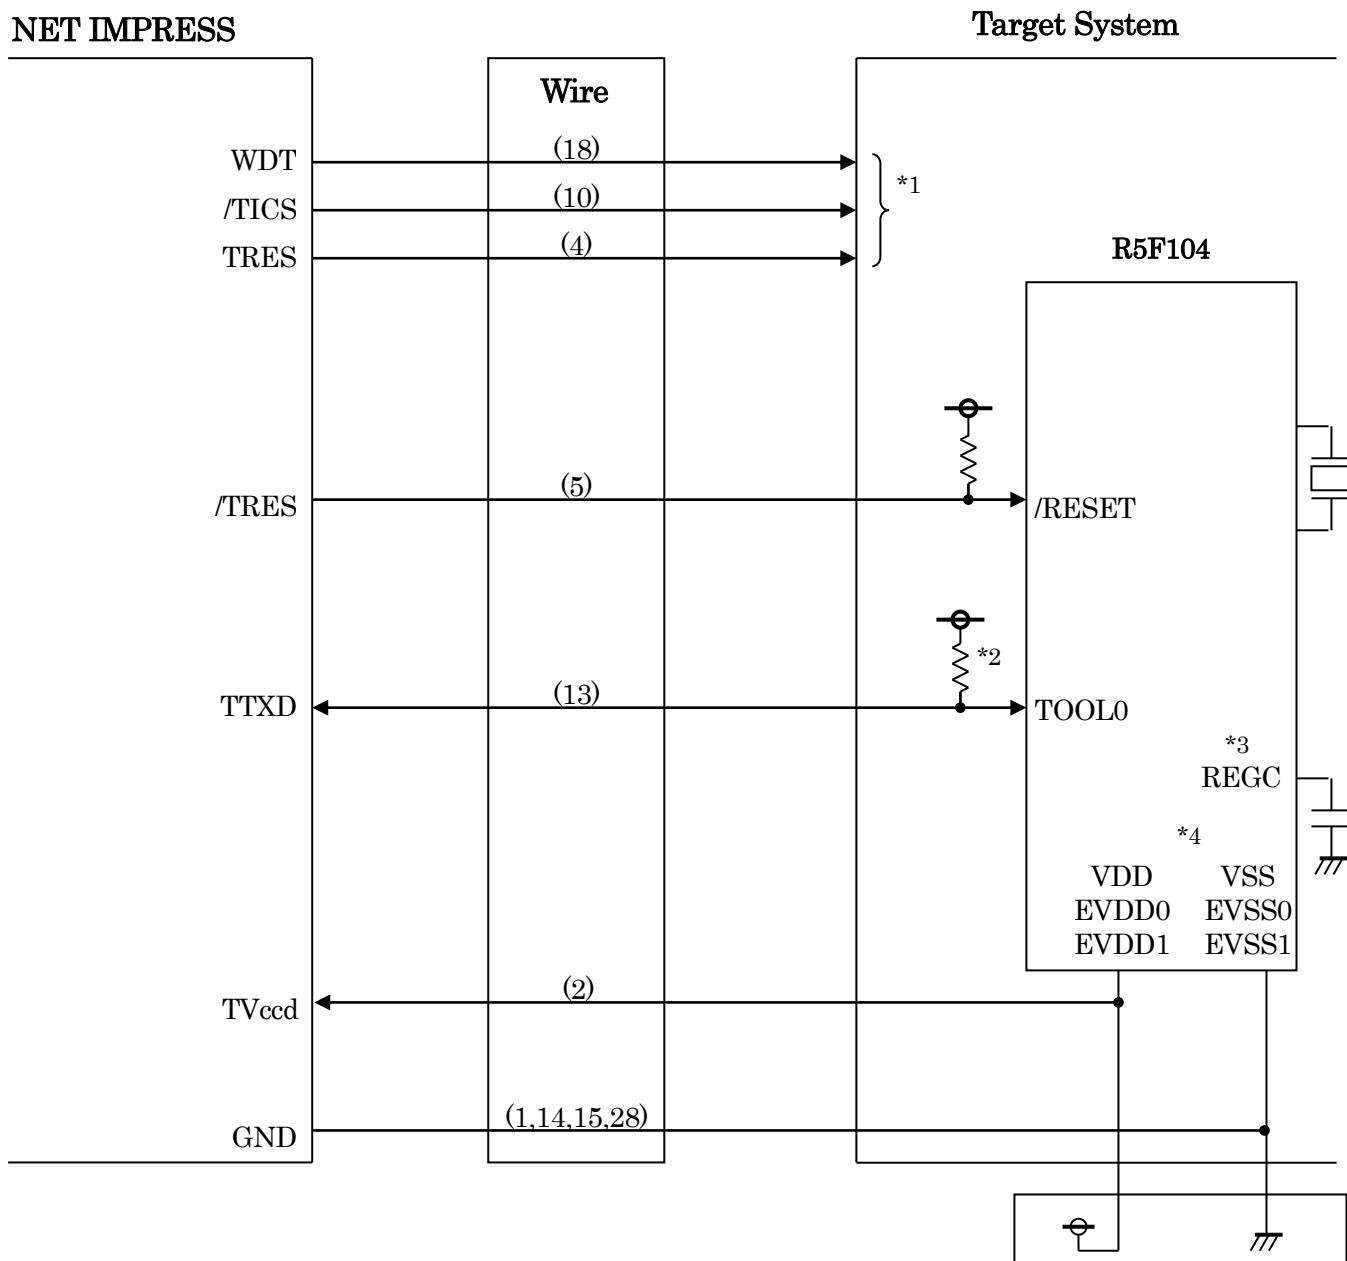 NET IMPRESS
Target System
Wire
WDT
(18)
*1
/TICS
(10)
TRES
(4)
R5F104
/TRES
(5)
/RESET
*2
TTXD
(13)
TOOL0
*3
REGC
*4
VDD VSS
EVDD0 EVSS0
EVDD1 EVSS1
TVccd
(2)
GND
(1,14,15,28)